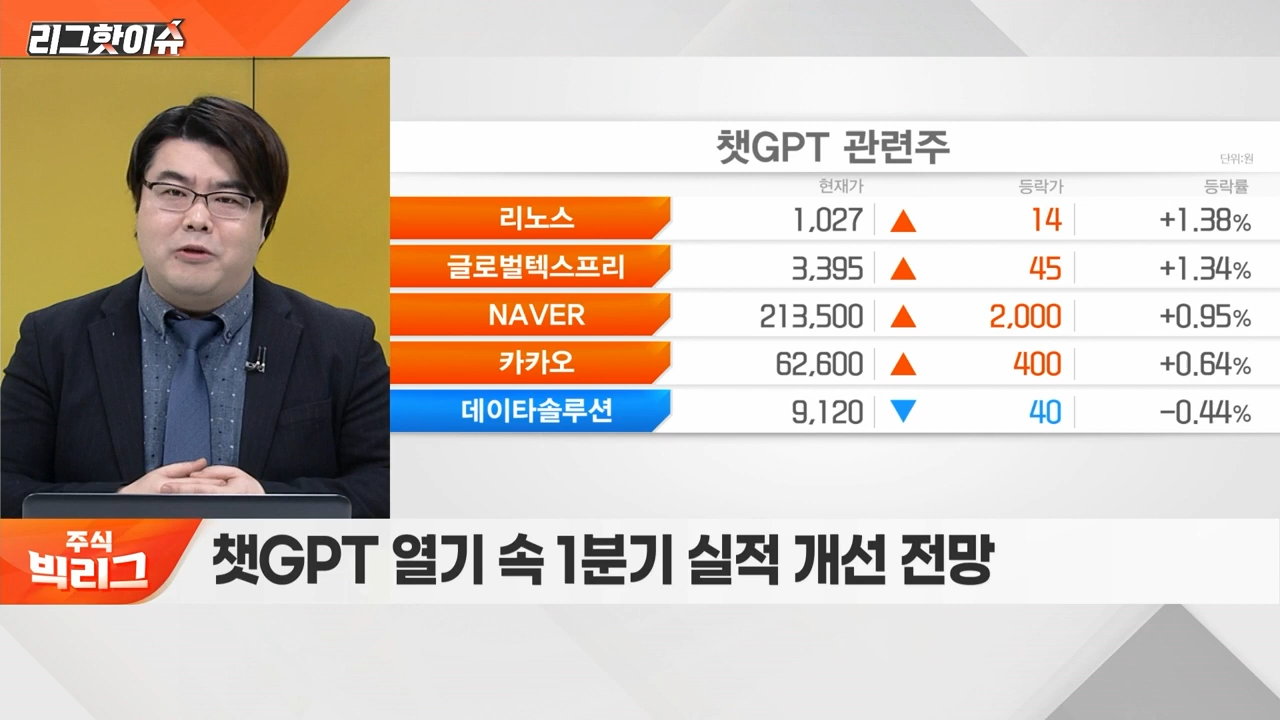 리그핫이슈
챗GPT 관련주
단위:원
현재가 등락가 등락률
리노스 1,027 ▲ 14 +1.38%
글로벌텍스프리 3,395 ▲ 45 +1.34%
NAVER 213,500 ▲ 2,000 +0.95%
카카오 62,600 ▲ 400 +0.64%
데이타솔루션 9,120 ▼ 40 -0.44%
주식
빅리그
챗GPT 열기 속 1분기 실적 개선 전망